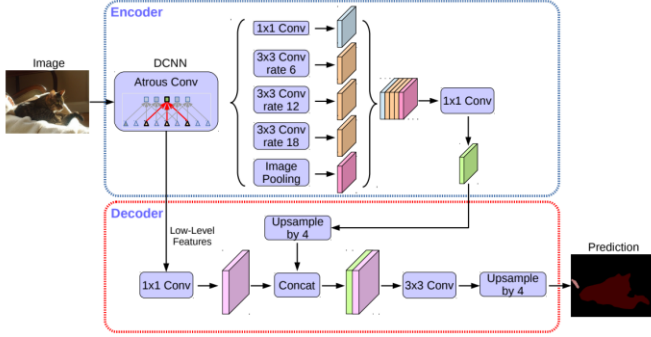 Encoder
Image
DCNN
Atrous Conv
1x1 Conv
3x3 Conv
rate 6
3x3 Conv
rate 12
3x3 Conv
rate 18
Image
Pooling
1x1 Conv
Decoder
Low-Level
Features
Upsample
by 4
1x1 Conv
Concat
3x3 Conv
Upsample
by 4
Prediction